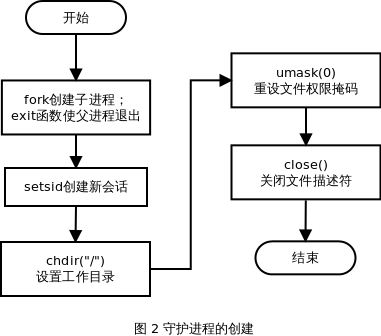 开始
fork创建子进程；
exit函数使父进程退出
setsid创建新会话
chdir("/")
设置工作目录
umask(0)
重设文件权限掩码
close()
关闭文件描述符
结束
图 2 守护进程的创建